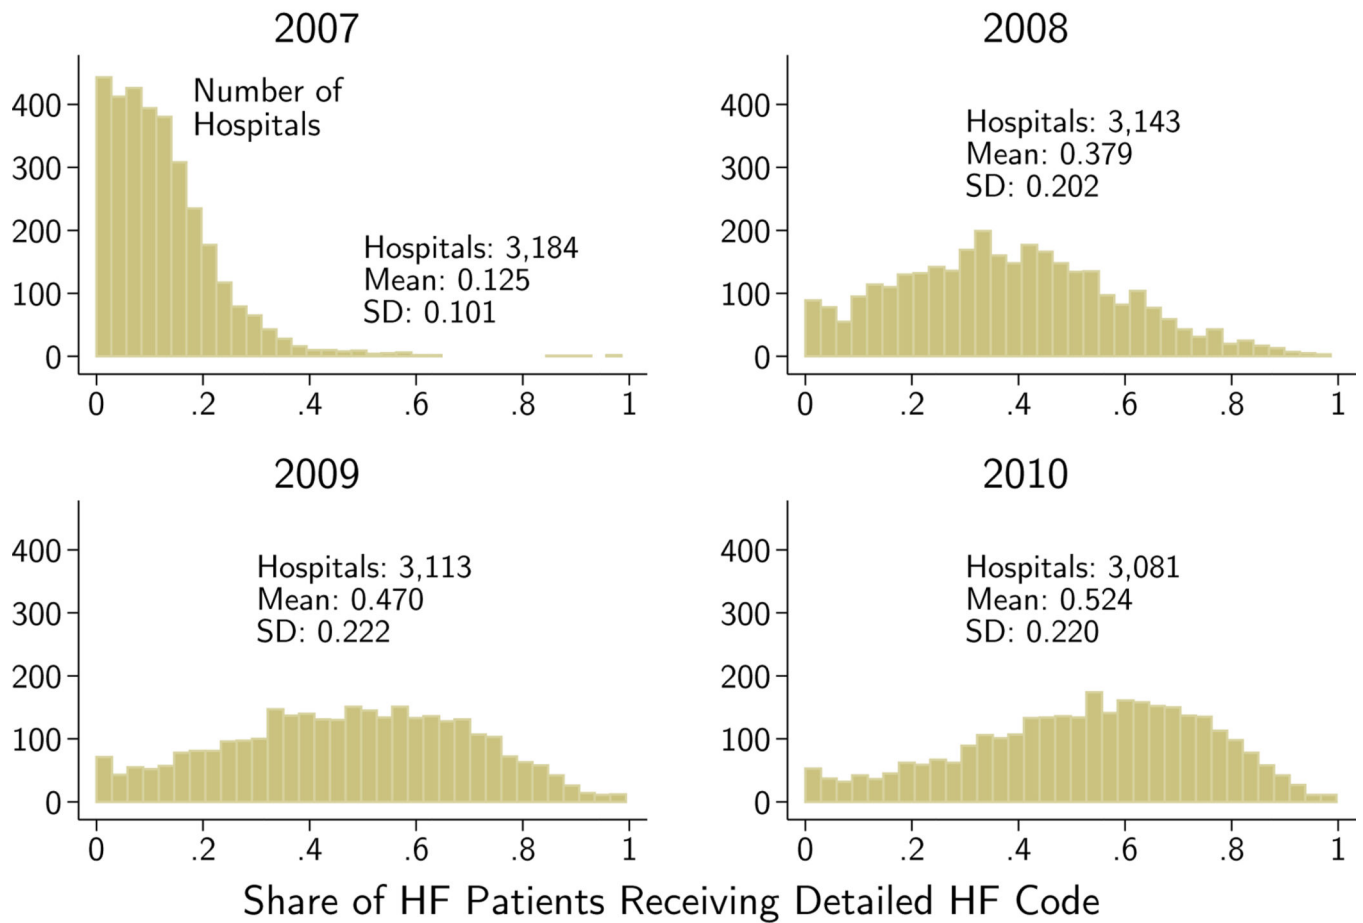 2007
400
300
200
100
0
Number of
Hospitals
Hospitals: 3,184
Mean: 0.125
SD: 0.101
0 .2 .4 .6 .8 1
2008
400
300
200
100
0
Hospitals: 3,143
Mean: 0.379
SD: 0.202
0 .2 .4 .6 .8 1
2009
400
300
200
100
0
Hospitals: 3,113
Mean: 0.470
SD: 0.222
0 .2 .4 .6 .8 1
2010
400
300
200
100
0
Hospitals: 3,081
Mean: 0.524
SD: 0.220
0 .2 .4 .6 .8 1
Share of HF Patients Receiving Detailed HF Code